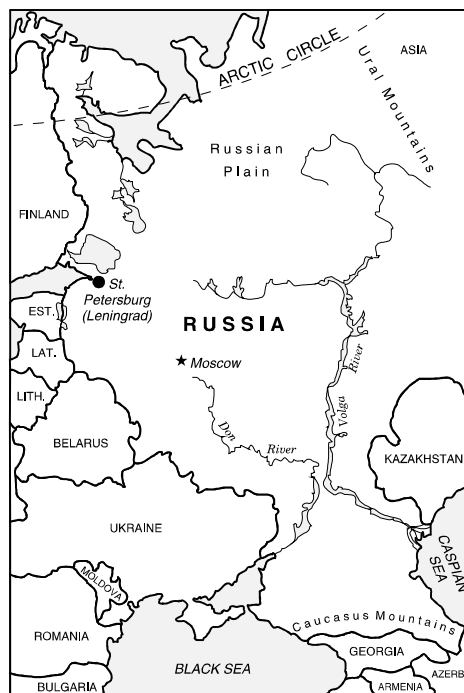 ARCTIC CIRCLE
ASIA
Ural Mountains
Russian
Plain
FINLAND
St.
Petersburg
(Leningrad)
EST.
RUSSIA
LAT.
Moscow
River
LITH.
Volga
Don
River
BELARUS
KAZAKHSTAN
UKRAINE
CASPIAN
SEA
MOLDOVA
Caucasus Mountains
ROMANIA
GEORGIA
BLACK SEA
AZERB
BULGARIA
ARMENIA